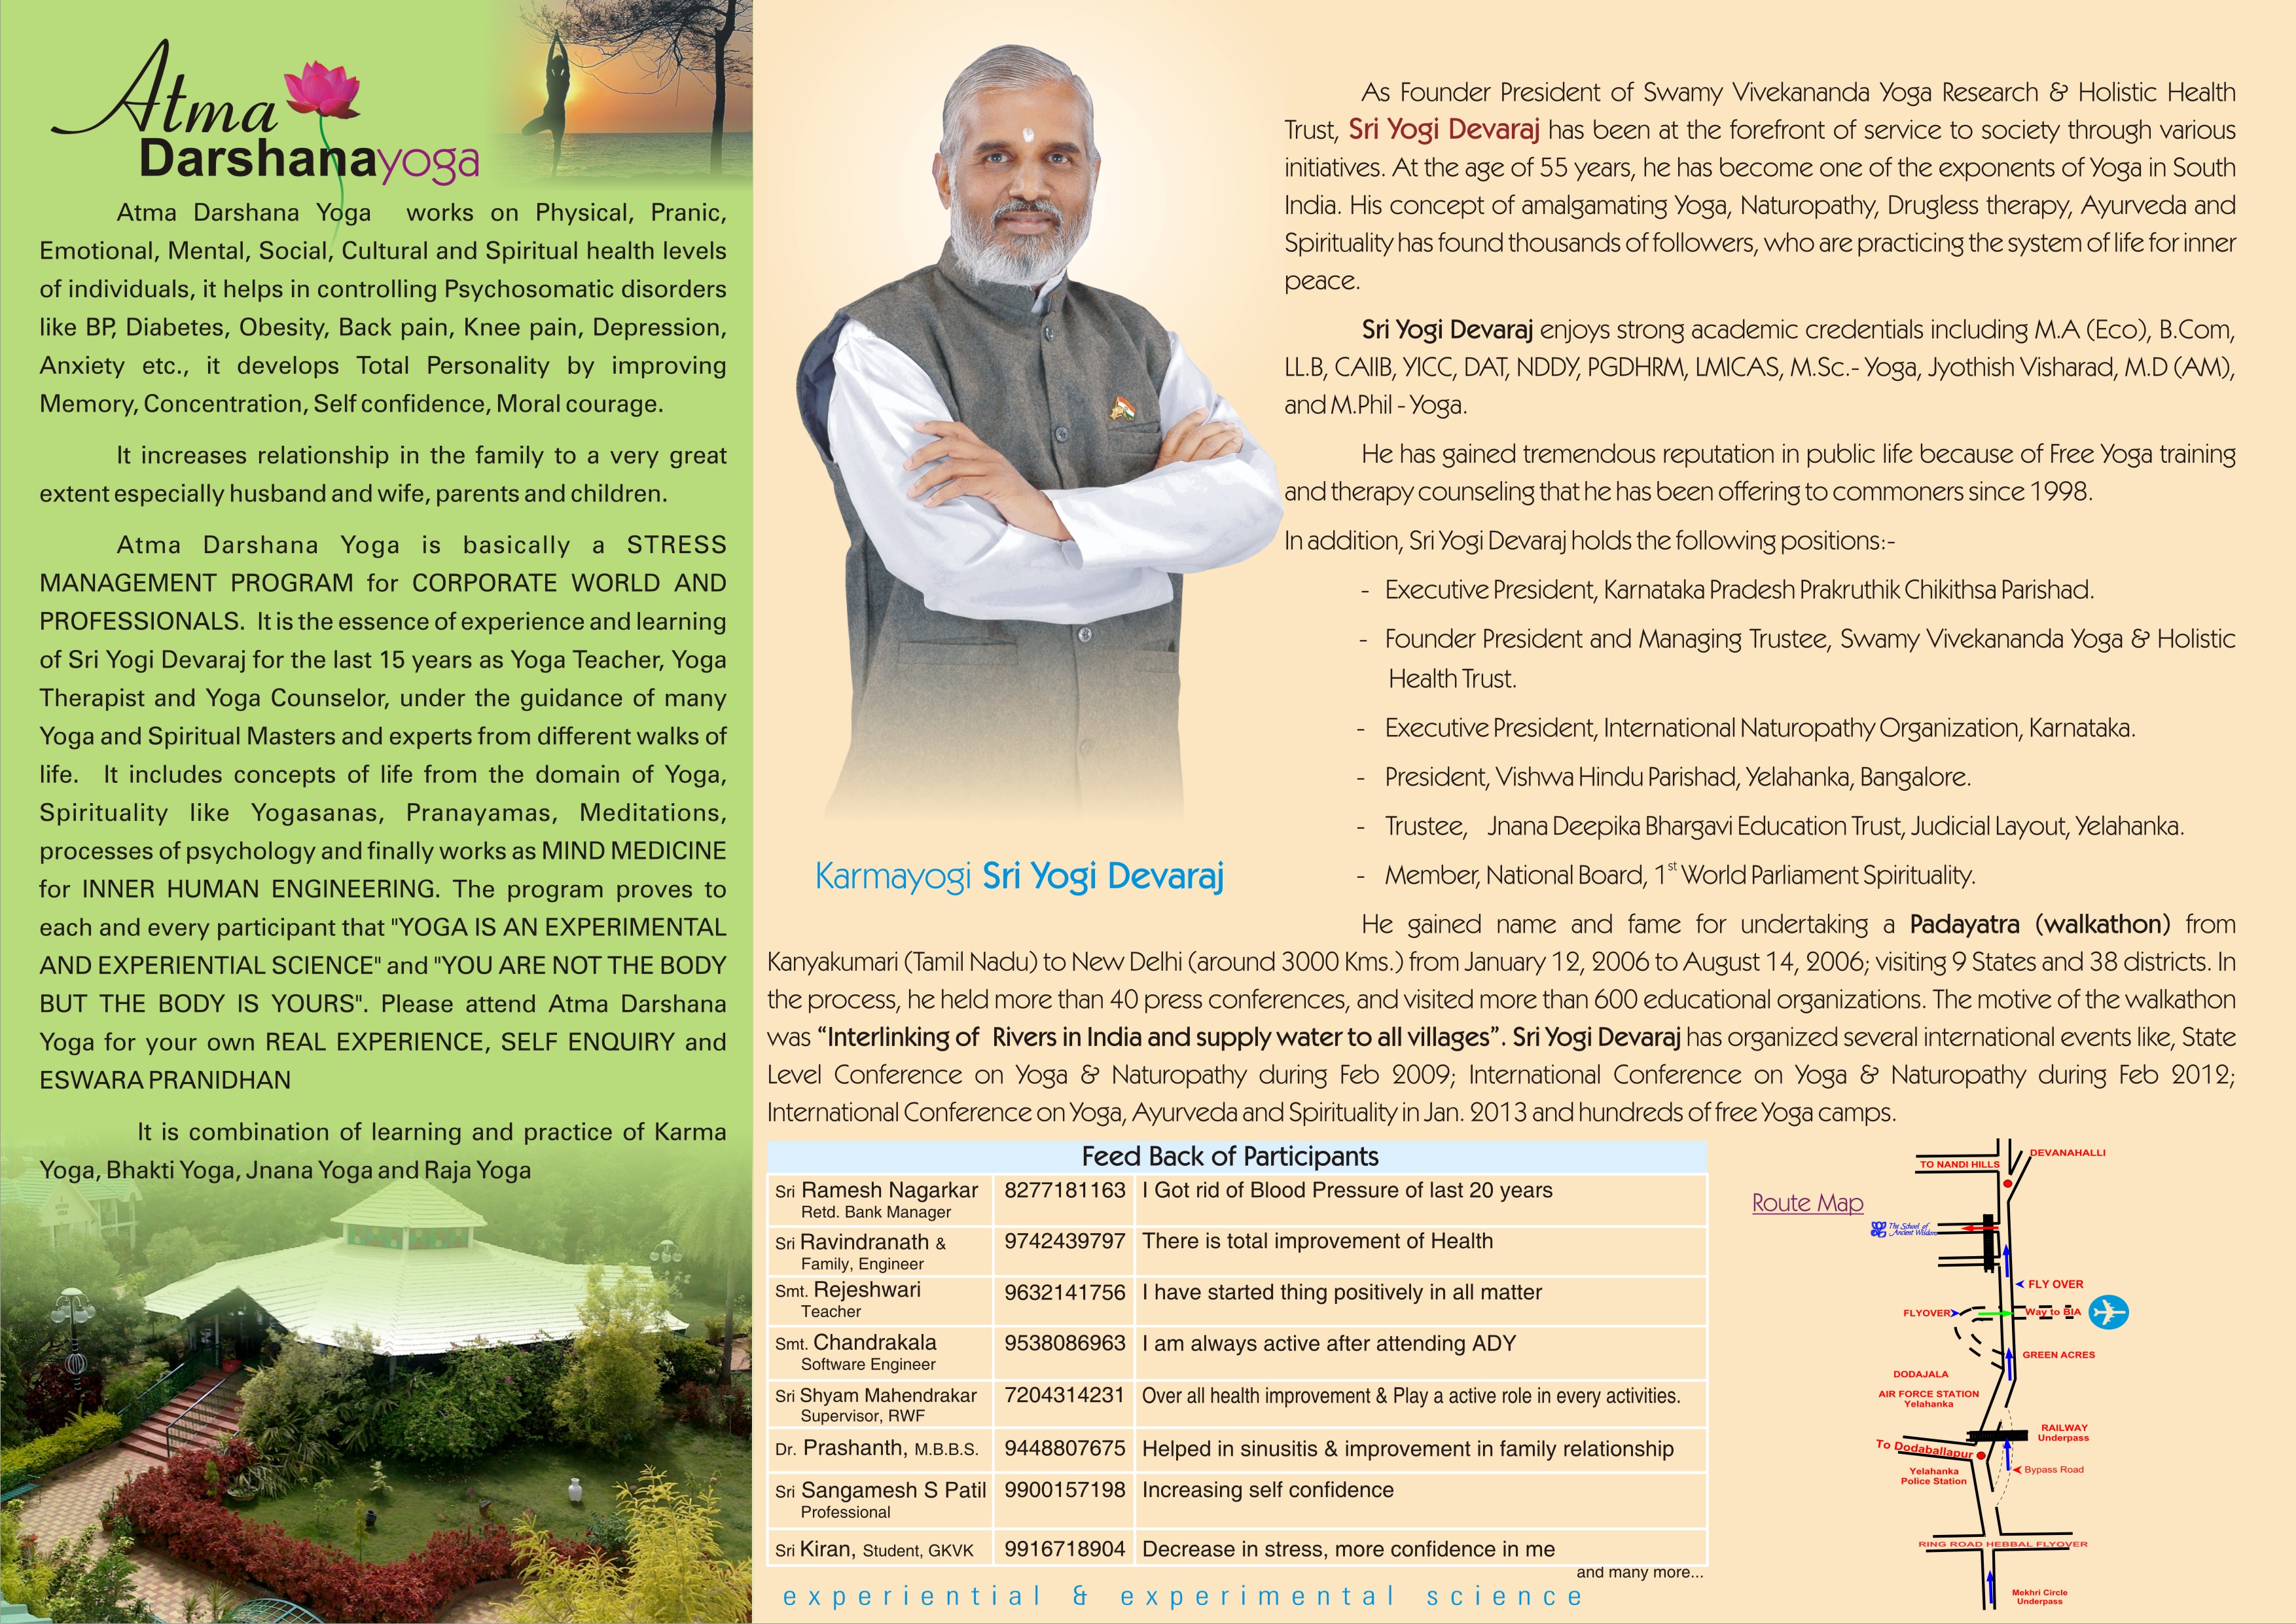 Atma
Darshanayoga
Atma Darshana Yoga works on Physical, Pranic,
Emotional, Mental, Social, Cultural and Spiritual health levels
of individuals, it helps in controlling Psychosomatic disorders
like BP, Diabetes, Obesity, Back pain, Knee pain, Depression,
Anxiety etc., it develops Total Personality by improving
Memory, Concentration, Self confidence, Moral courage.
It increases relationship in the family to a very great
extent especially husband and wife, parents and children.
Atma Darshana Yoga is basically a STRESS
MANAGEMENT PROGRAM for CORPORATE WORLD AND
PROFESSIONALS. It is the essence of experience and learning
of Sri Yogi Devaraj for the last 15 years as Yoga Teacher, Yoga
Therapist and Yoga Counselor, under the guidance of many
Yoga and Spiritual Masters and experts from different walks of
life. It includes concepts of life from the domain of Yoga,
Spirituality like Yogasanas, Pranayamas, Meditations,
processes of psychology and finally works as MIND MEDICINE
for INNER HUMAN ENGINEERING. The program proves to
each and every participant that "YOGA IS AN EXPERIMENTAL
AND EXPERIENTIAL SCIENCE" and "YOU ARE NOT THE BODY
BUT THE BODY IS YOURS". Please attend Atma Darshana
Yoga for your own REAL EXPERIENCE, SELF ENQUIRY and
ESWARA PRANIDHAN
It is combination of learning and practice of Karma
Yoga, Bhakti Yoga, Jnana Yoga and Raja Yoga
Karmayogi Sri Yogi Devaraj
As Founder President of Swamy Vivekananda Yoga Research & Holistic Health
Trust, Sri Yogi Devaraj has been at the forefront of service to society through various
initiatives. At the age of 55 years, he has become one of the exponents of Yoga in South
India. His concept of amalgamating Yoga, Naturopathy, Drugless therapy, Ayurveda and
Spirituality has found thousands of followers, who are practicing the system of life for inner
peace.
Sri Yogi Devaraj enjoys strong academic credentials including M.A (Eco), B.Com,
LL.B, CAIIB, YICC, DAT, NDDY, PGDHRM, LMICAS, M.Sc.- Yoga, Jyothish Visharad, M.D (AM),
and M.Phil - Yoga.
He has gained tremendous reputation in public life because of Free Yoga training
and therapy counseling that he has been offering to commoners since 1998.
In addition, Sri Yogi Devaraj holds the following positions:-
- Executive President, Karnataka Pradesh Prakruthik Chikithsa Parishad.
- Founder President and Managing Trustee, Swamy Vivekananda Yoga & Holistic
Health Trust.
- Executive President, International Naturopathy Organization, Karnataka.
- President, Vishwa Hindu Parishad, Yelahanka, Bangalore.
- Trustee, Jnana Deepika Bhargavi Education Trust, Judicial Layout, Yelahanka.
- Member, National Board, 1st World Parliament Spirituality.
He gained name and fame for undertaking a Padayatra (walkathon) from
Kanyakumari (Tamil Nadu) to New Delhi (around 3000 Kms.) from January 12, 2006 to August 14, 2006; visiting 9 States and 38 districts. In
the process, he held more than 40 press conferences, and visited more than 600 educational organizations. The motive of the walkathon
was “Interlinking of Rivers in India and supply water to all villages”. Sri Yogi Devaraj has organized several international events like, State
Level Conference on Yoga & Naturopathy during Feb 2009; International Conference on Yoga & Naturopathy during Feb 2012;
International Conference on Yoga, Ayurveda and Spirituality in Jan. 2013 and hundreds of free Yoga camps.
Feed Back of Participants
Sri Ramesh Nagarkar 8277181163 I Got rid of Blood Pressure of last 20 years
Retd. Bank Manager
Sri Ravindranath & 9742439797 There is total improvement of Health
Family, Engineer
Smt. Rejeshwari 9632141756 I have started thing positively in all matter
Teacher
Smt. Chandrakala 9538086963 I am always active after attending ADY
Software Engineer
Sri Shyam Mahendrakar 7204314231 Over all health improvement & Play a active role in every activities.
Supervisor, RWF
Dr. Prashanth, M.B.B.S. 9448807675 Helped in sinusitis & improvement in family relationship
Sri Sangamesh S Patil 9900157198 Increasing self confidence
Professional
Sri Kiran, Student, GKVK 9916718904 Decrease in stress, more confidence in me
and many more...
experiential & experimental science
Route Map
DEVANAHALLI
TO NANDI HILLS
The School of
Ancient Wisdom
FLY OVER
FLYOVER
Way to BIA
GREEN ACRES
DODAJALA
AIR FORCE STATION
Yelahanka
RAILWAY
Underpass
To Dodaballapur
Bypass Road
Yelahanka
Police Station
RING ROAD HEBBAL FLYOVER
Mekhri Circle
Underpass